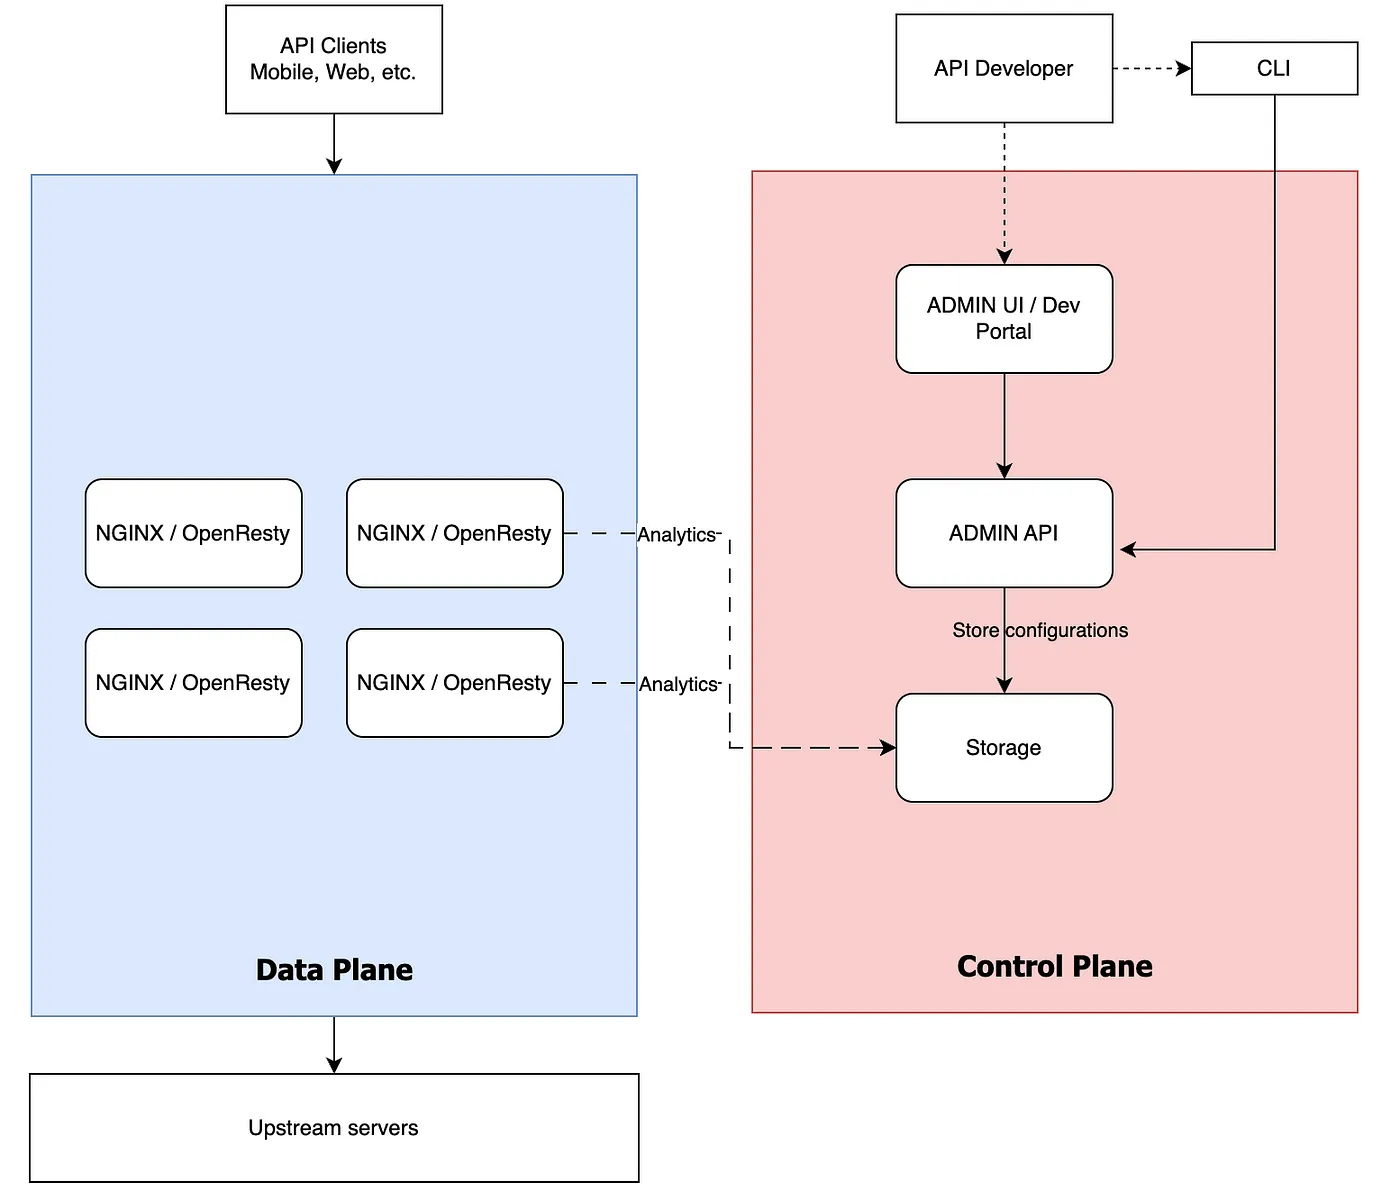 API Clients
Mobile, Web, etc.
API Developer
CLI
ADMIN UI / Dev
Portal
NGINX / OpenResty
NGINX / OpenResty
Analytics
ADMIN API
Store configurations
NGINX / OpenResty
NGINX / OpenResty
Analytics
Storage
Data Plane
Control Plane
Upstream servers